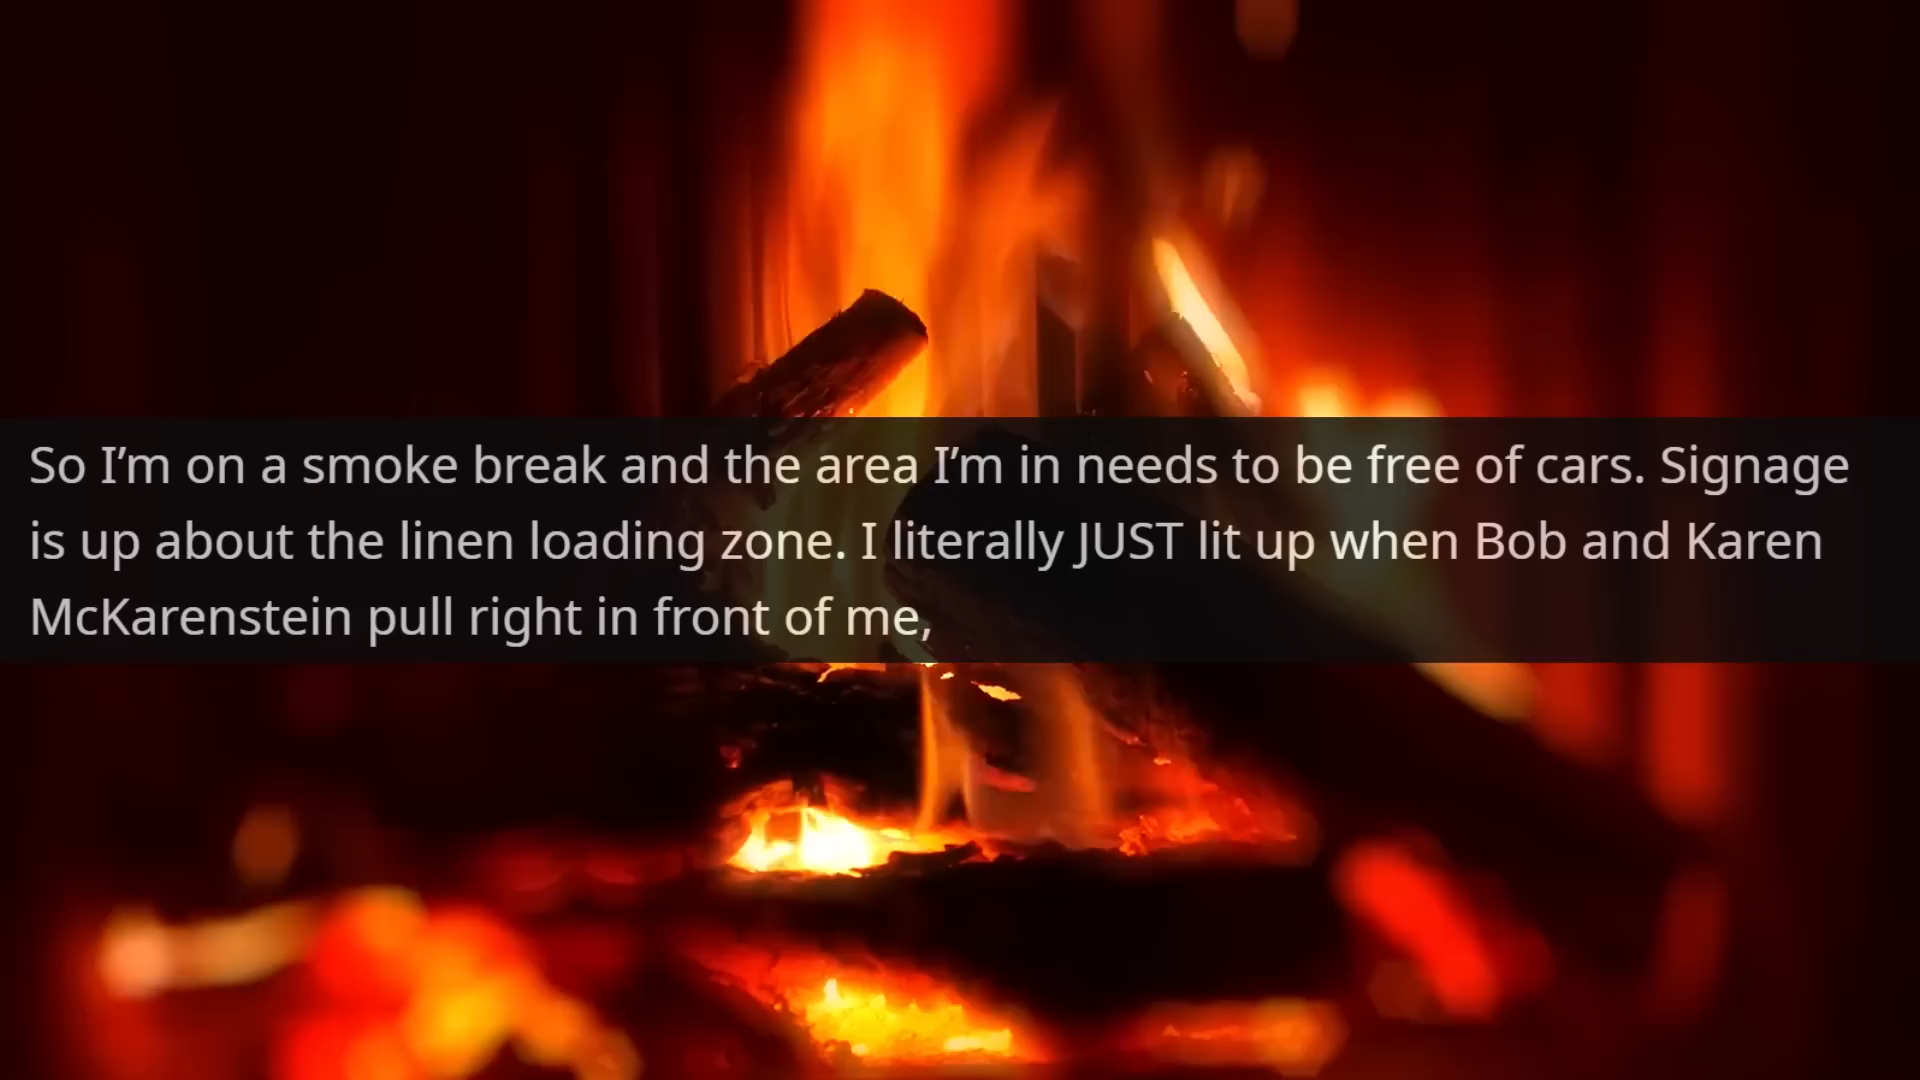 So I’m on a smoke break and the area I’m in needs to be free of cars. Signage
is up about the linen loading zone. I literally JUST lit up when Bob and Karen
McKarenstein pull right in front of me,